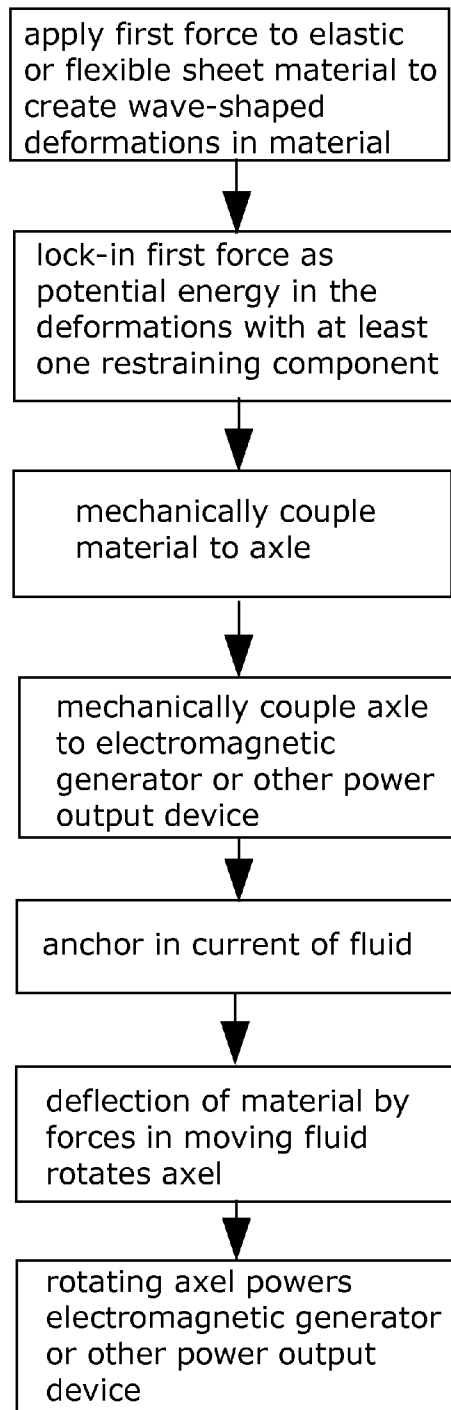 apply first force to elastic
or flexible sheet material to
create wave-shaped
deformations in material
lock-in first force as
potential energy in the
deformations with at least
one restraining component
mechanically couple
material to axle
mechanically couple axle
to electromagnetic
generator or other power
output device
anchor in current of fluid
deflection of material by
forces in moving fluid
rotates axel
rotating axel powers
electromagnetic generator
or other power output
device